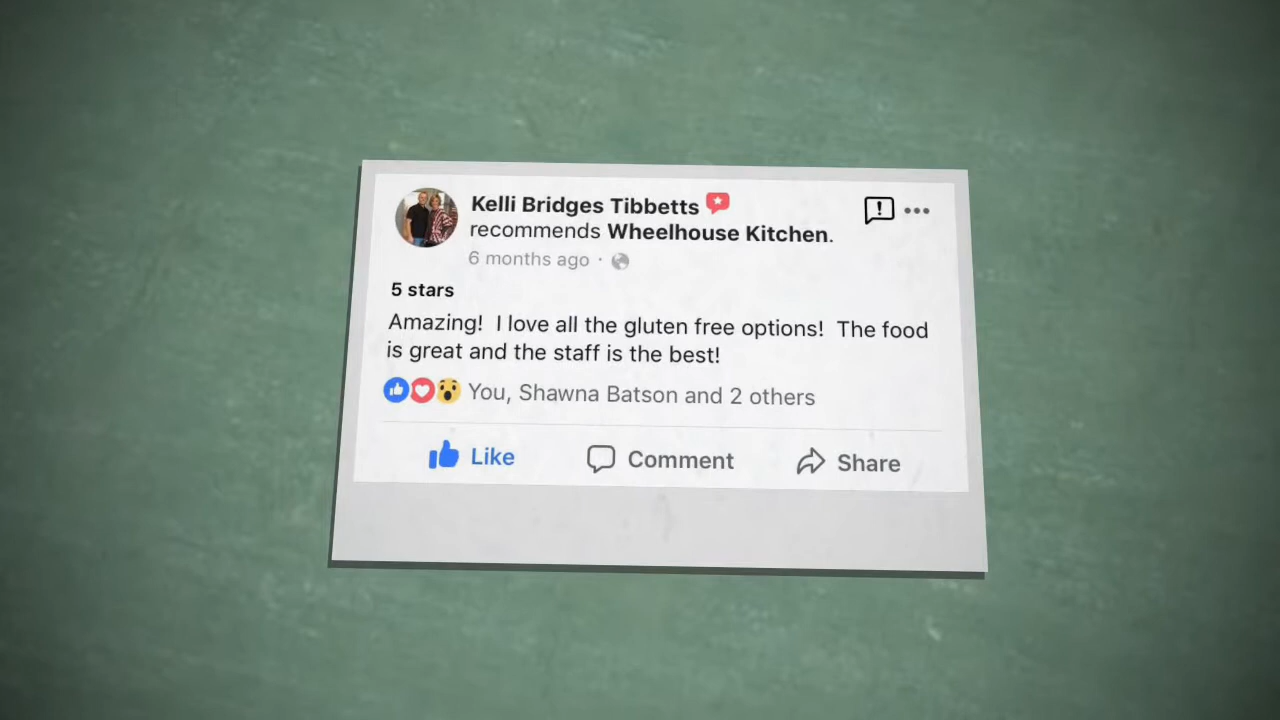 Kelli Bridges Tibbetts
recommends Wheelhouse Kitchen.
6 months ago ·
5 stars
Amazing!  I love all the gluten free options!  The food
is great and the staff is the best!
You, Shawna Batson and 2 others
Like Comment Share